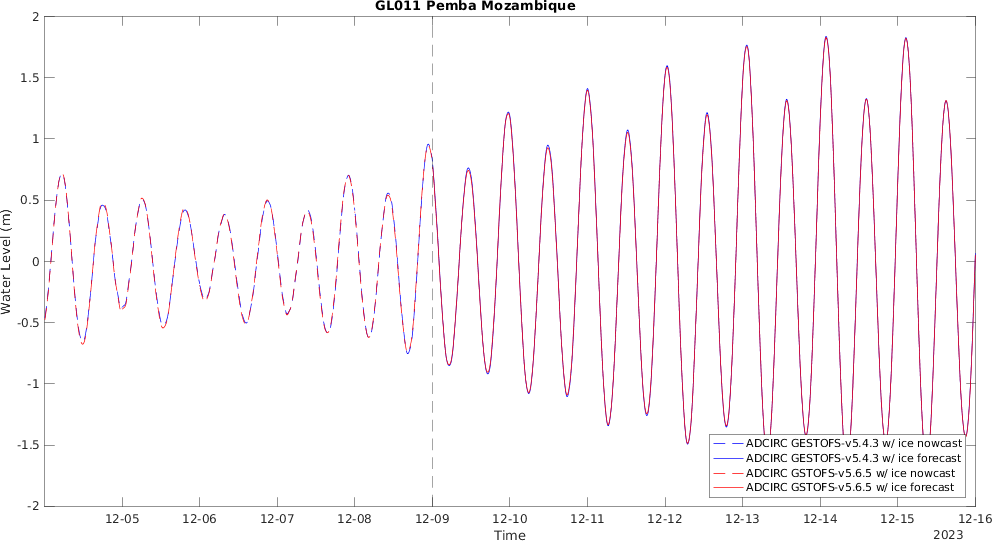 GL011 Pemba Mozambique
2
1.5
1
0.5
0
-0.5
-1
-1.5
-2
Water Level (m)
12-05 12-06 12-07 12-08 12-09 12-10 12-11 12-12 12-13 12-14 12-15 12-16
Time
2023
ADCIRC GESTOFS-v5.4.3 w/ ice nowcast
ADCIRC GESTOFS-v5.4.3 w/ ice forecast
ADCIRC GSTOFS-v5.6.5 w/ ice nowcast
ADCIRC GSTOFS-v5.6.5 w/ ice forecast